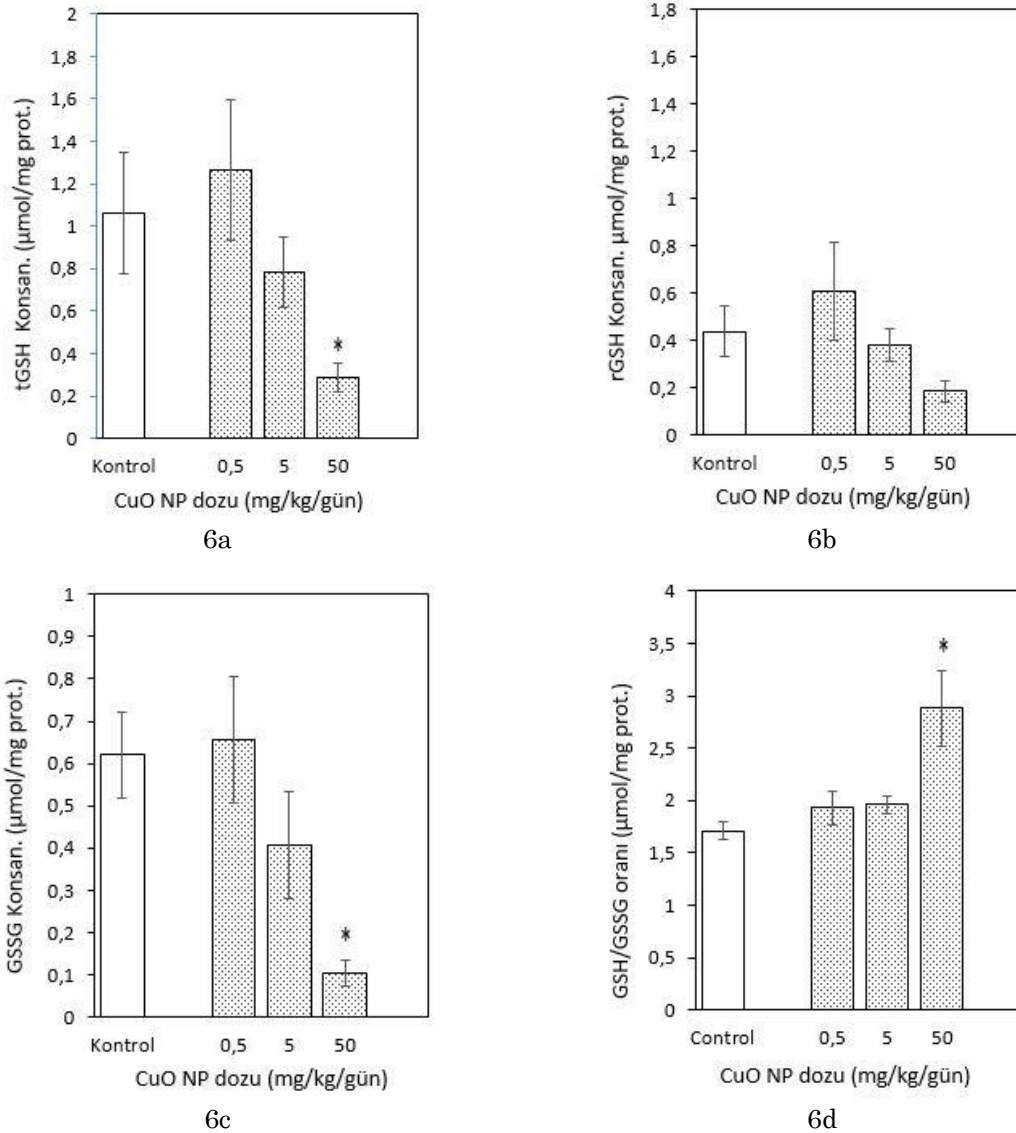 tGSH Konsan. (µmol/mg prot.)
2
1,8
1,6
1,4
1,2
1
0,8
0,6
0,4
0,2
0
*
Kontrol 0,5 5 50
CuO NP dozu (mg/kg/gün)
6a
rGSH Konsan. µmol/mg prot.)
1,8
1,6
1,4
1,2
1
0,8
0,6
0,4
0,2
0
Kontrol 0,5 5 50
CuO NP dozu (mg/kg/gün)
6b
GSSG Konsan. (µmol/mg prot.)
1
0,9
0,8
0,7
0,6
0,5
0,4
0,3
0,2
0,1
0
*
Kontrol 0,5 5 50
CuO NP dozu (mg/kg/gün)
6c
GSH/GSSG oranı (µmol/mg prot.)
4
3,5
3
2,5
2
1,5
1
0,5
0
*
Control 0,5 5 50
CuO NP dozu (mg/kg/gün)
6d